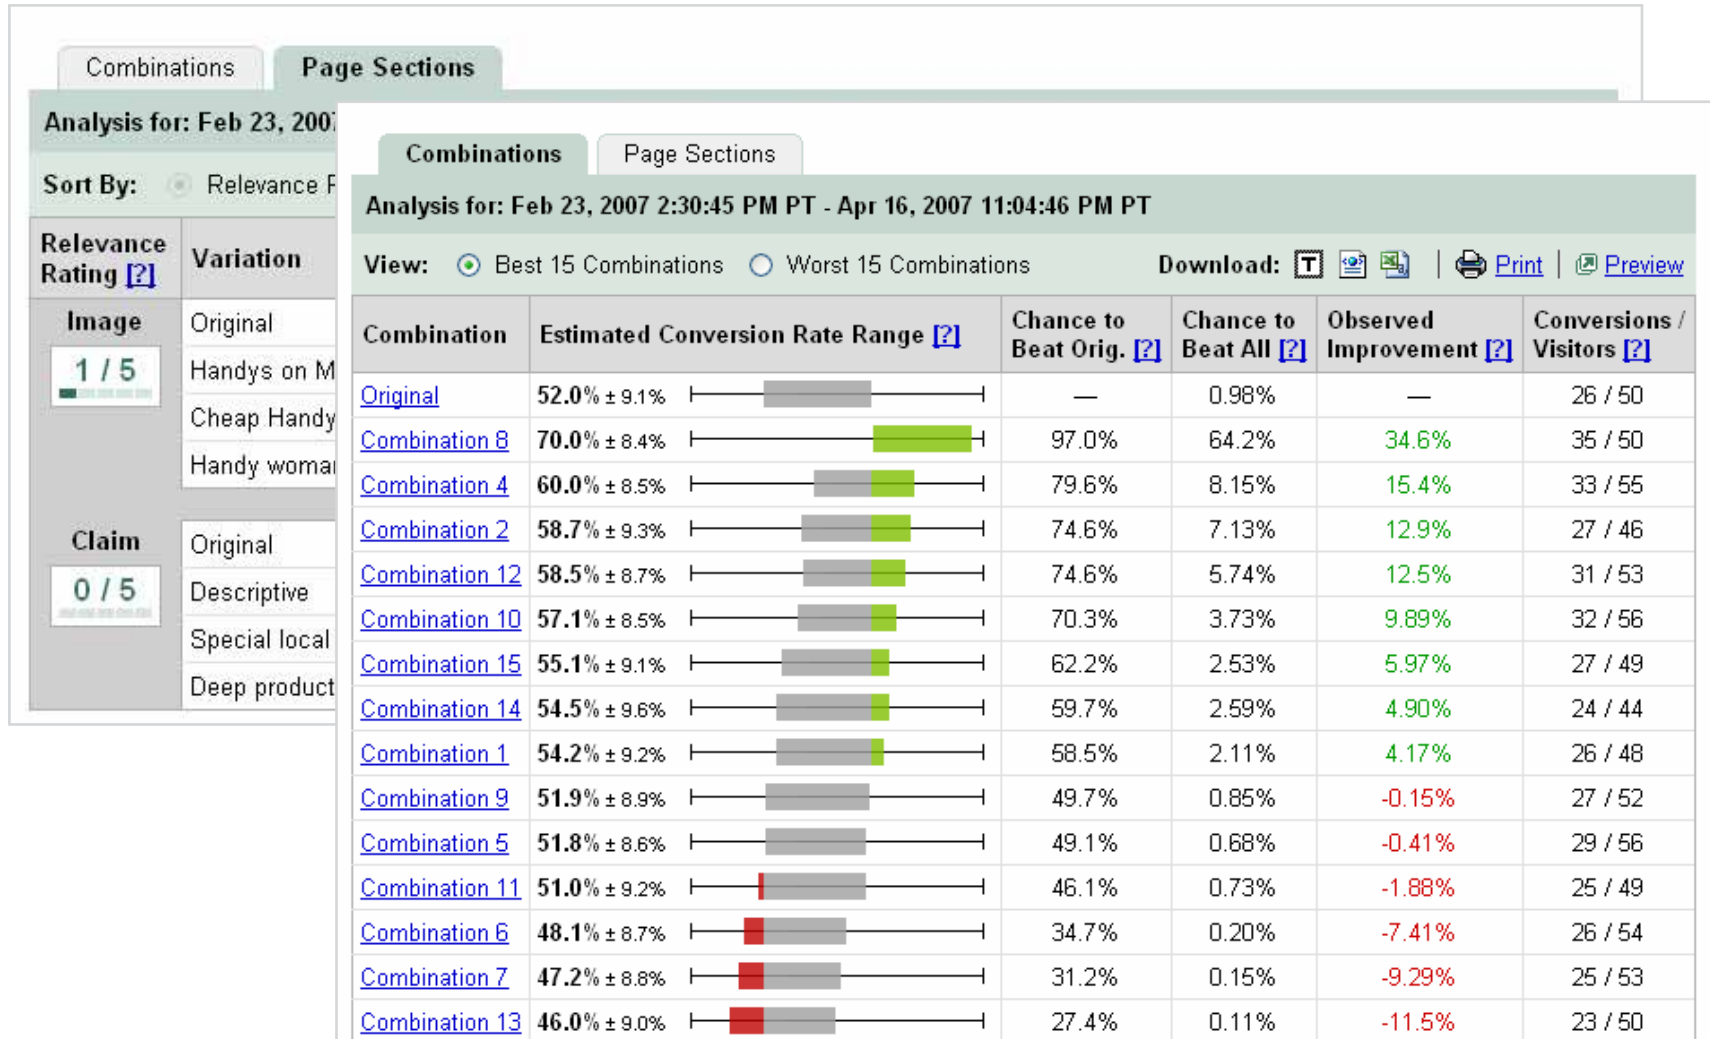 Combinations Page Sections
Analysis for: Feb 23, 2007
Sort By: Relevance
Relevance Rating [?] Variation
Image
1 / 5
Original
Handys on M
Cheap Handy
Handy woma
Claim
0 / 5
Original
Descriptive
Special local
Deep product
Combinations Page Sections
Analysis for: Feb 23, 2007 2:30:45 PM PT - Apr 16, 2007 11:04:46 PM PT
View: Best 15 Combinations Worst 15 Combinations Download: T Print | Preview
Combination Estimated Conversion Rate Range [?] Chance to Beat Orig. [?] Chance to Beat All [?] Observed Improvement [?] Conversions / Visitors [?]
Original 52.0% ± 9.1% — 0.98% — 26 / 50
Combination 8 70.0% ± 8.4% 97.0% 64.2% 34.6% 35 / 50
Combination 4 60.0% ± 8.5% 79.6% 8.15% 15.4% 33 / 55
Combination 2 58.7% ± 9.3% 74.6% 7.13% 12.9% 27 / 46
Combination 12 58.5% ± 8.7% 74.6% 5.74% 12.5% 31 / 53
Combination 10 57.1% ± 8.5% 70.3% 3.73% 9.89% 32 / 56
Combination 15 55.1% ± 9.1% 62.2% 2.53% 5.97% 27 / 49
Combination 14 54.5% ± 9.6% 59.7% 2.59% 4.90% 24 / 44
Combination 1 54.2% ± 9.2% 58.5% 2.11% 4.17% 26 / 48
Combination 9 51.9% ± 8.9% 49.7% 0.85% -0.15% 27 / 52
Combination 5 51.8% ± 8.6% 49.1% 0.68% -0.41% 29 / 56
Combination 11 51.0% ± 9.2% 46.1% 0.73% -1.88% 25 / 49
Combination 6 48.1% ± 8.7% 34.7% 0.20% -7.41% 26 / 54
Combination 7 47.2% ± 8.8% 31.2% 0.15% -9.29% 25 / 53
Combination 13 46.0% ± 9.0% 27.4% 0.11% -11.5% 23 / 50